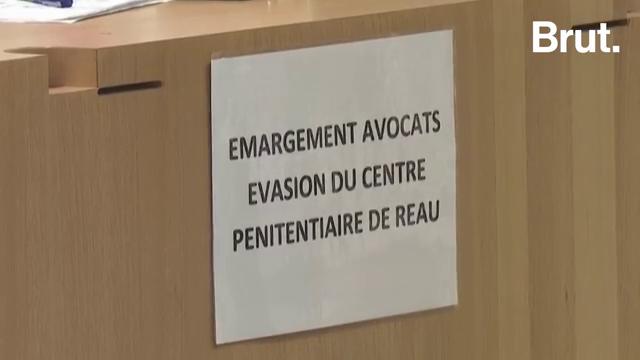 Brut.
EMARGEMENT AVOCATS
EVASION DU CENTRE
PENITENTIAIRE DE REAU